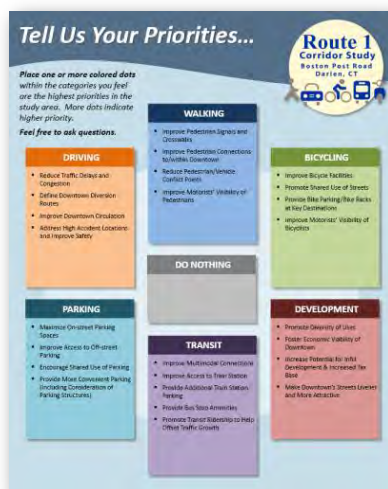 Tell Us Your Priorities...
Route 1
Corridor Study
Boston Post Road
Darien, CT
Place one or more colored dots
within the categories you feel
are the highest priorities in the
study area. More dots indicate
higher priority.
Feel free to ask questions.
WALKING
Improve Pedestrian Signals and
Crosswalks
Improve Pedestrian Connections
to/within Downtown
Reduce Pedestrian/Vehicle
Conflict Points
Improve Motorists' Visibility of
Pedestrians
DRIVING
Reduce Traffic Delays and
Congestion
Define Downtown Diversion
Routes
Improve Downtown Circulation
Address High Accident Locations
and Improve Safety
BICYCLING
Improve Bicycle Facilities
Promote Shared Use of Streets
Provide Bike Parking/Bike Racks
at Key Destinations
Improve Motorists' Visibility of
Bicyclists
DO NOTHING
PARKING
Maximize On-street Parking
Spaces
Improve Access to Off-street
Parking
Encourage Shared Use of Parking
Provide More Convenient Parking
(Including Consideration of
Parking Structures)
TRANSIT
Improve Multimodal Connections
Improve Access to Train Station
Provide Additional Train Station
Parking
Provide Bus Stop Amenities
Promote Transit Ridership to Help
Offset Traffic Growth
DEVELOPMENT
Promote Diversity of Uses
Foster Economic Viability of
Downtown
Increase Potential for Infill
Development & Increased Tax
Base
Make Downtown's Streets Livelier
and More Attractive